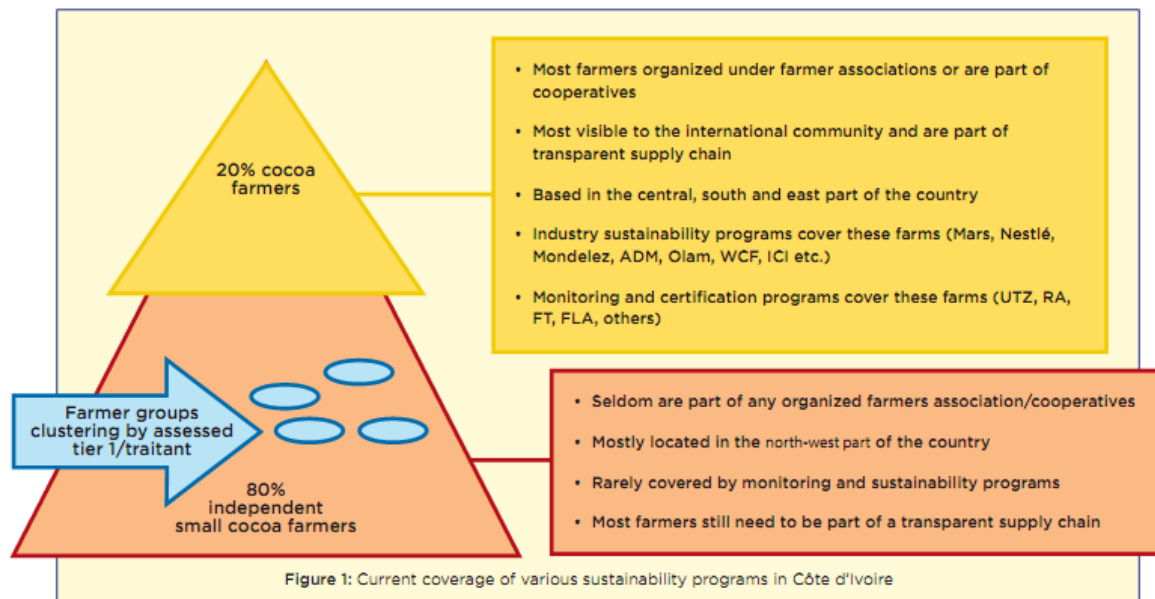 20% cocoa
farmers
• Most farmers organized under farmer associations or are part of
cooperatives
• Most visible to the international community and are part of
transparent supply chain
• Based in the central, south and east part of the country
• Industry sustainability programs cover these farms (Mars, Nestlé,
Mondelez, ADM, Olam, WCF, ICI etc.)
• Monitoring and certification programs cover these farms (UTZ, RA,
FT, FLA, others)
Farmer groups
clustering by assessed
tier 1/traitant
80%
independent
small cocoa farmers
• Seldom are part of any organized farmers association/cooperatives
• Mostly located in the north-west part of the country
• Rarely covered by monitoring and sustainability programs
• Most farmers still need to be part of a transparent supply chain
Figure 1: Current coverage of various sustainability programs in Côte d'Ivoire